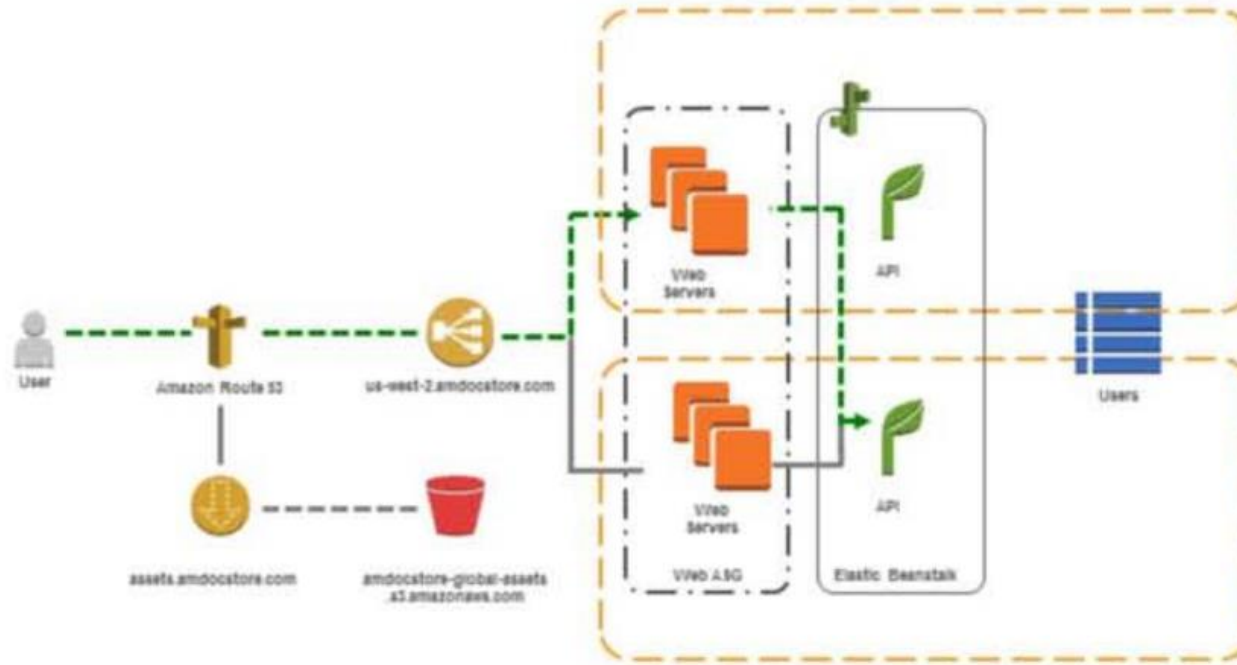 Web
Servers
API
User
Amazon Route 53
us-west-2.amdocstore.com
Users
Web
Servers
API
assets.amdocstore.com
amdocstore-global-assets
.s3.amazonaws.com
Web ASG
Elastic Beanstalk